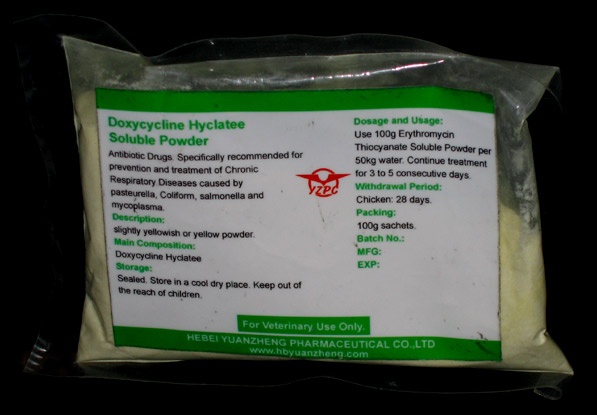 Doxycycline Hyclatee
Soluble Powder
Antibiotic Drugs. Specifically recommended for
prevention and treatment of Chronic
Respiratory Diseases caused by
pasteurella, Coliform, salmonella and
mycoplasma.
Description:
slightly yellowish or yellow powder.
Main Composition:
Doxycycline Hyclatee
Storage:
Sealed. Store in a cool dry place. Keep out of
the reach of children.
YZPC
Dosage and Usage:
Use 100g Erythromycin
Thiocyanate Soluble Powder per
50kg water. Continue treatment
for 3 to 5 consecutive days.
Withdrawal Period:
Chicken: 28 days.
Packing:
100g sachets.
Batch No.:
MFG:
EXP:
For Veterinary Use Only.
HEBEI YUANZHENG PHARMACEUTICAL CO.,LTD
www.hbyuanzheng.com